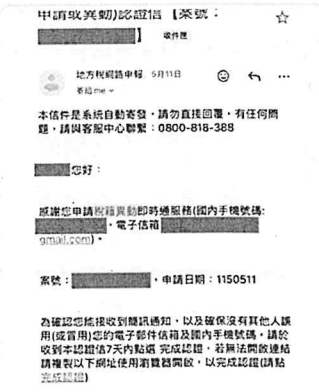 申請或異動)認證信【案號:
】 收件匣
地方稅網路申報 5月11日
寄給 me
本信件是系統自動寄發,請勿直接回覆,有任何問
題,請與客服中心聯繫:0800-818-388
您好:
感謝您申請稅籍異動即時通服務(國內手機號碼:
,電子信箱
gmail.com)。
案號: ,申請日期:1150511
為確認您能接收到簡訊通知,以及確保沒有其他人誤
用(或冒用)您的電子郵件信箱及國內手機號碼,請於
收到本認證信7天內點選 完成認證,若無法開啟連結
請複製以下網址使用瀏覽器開啟,以完成認證(請點
完成認證)